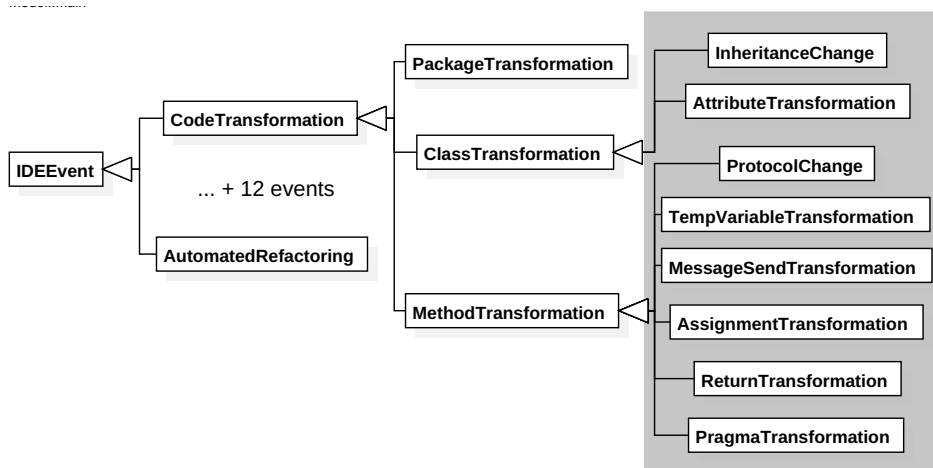 IDEEvent
CodeTransformation
... + 12 events
AutomatedRefactoring
PackageTransformation
ClassTransformation
MethodTransformation
InheritanceChange
AttributeTransformation
ProtocolChange
TempVariableTransformation
MessageSendTransformation
AssignmentTransformation
ReturnTransformation
PragmaTransformation